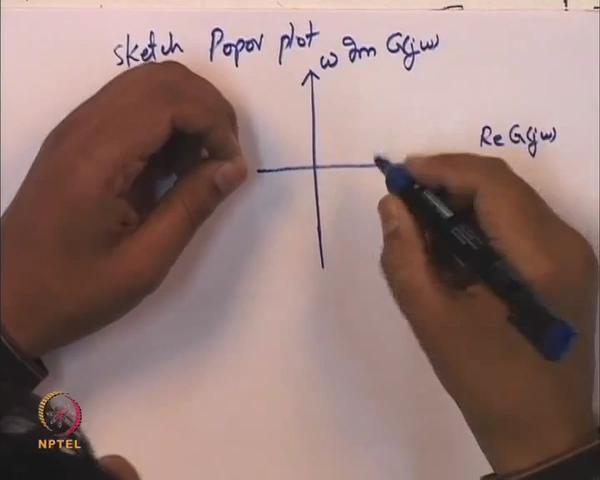 sketch Popov plot
ω Im G(jω)
Re G(jω)
NPTEL